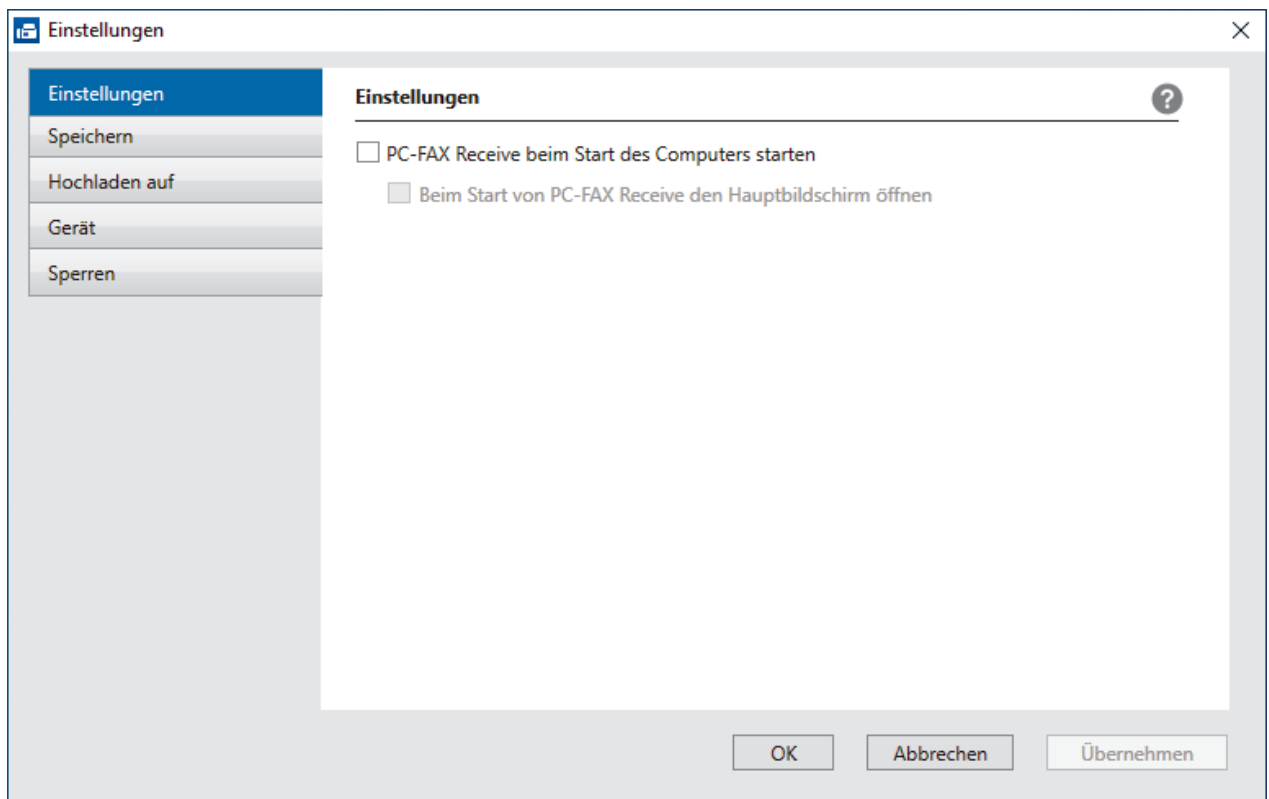 Einstellungen
Einstellungen
Speichern
Hochladen auf
Gerät
Sperren
Einstellungen
?
PC-FAX Receive beim Start des Computers starten
Beim Start von PC-FAX Receive den Hauptbildschirm öffnen
OK
Abbrechen
Übernehmen